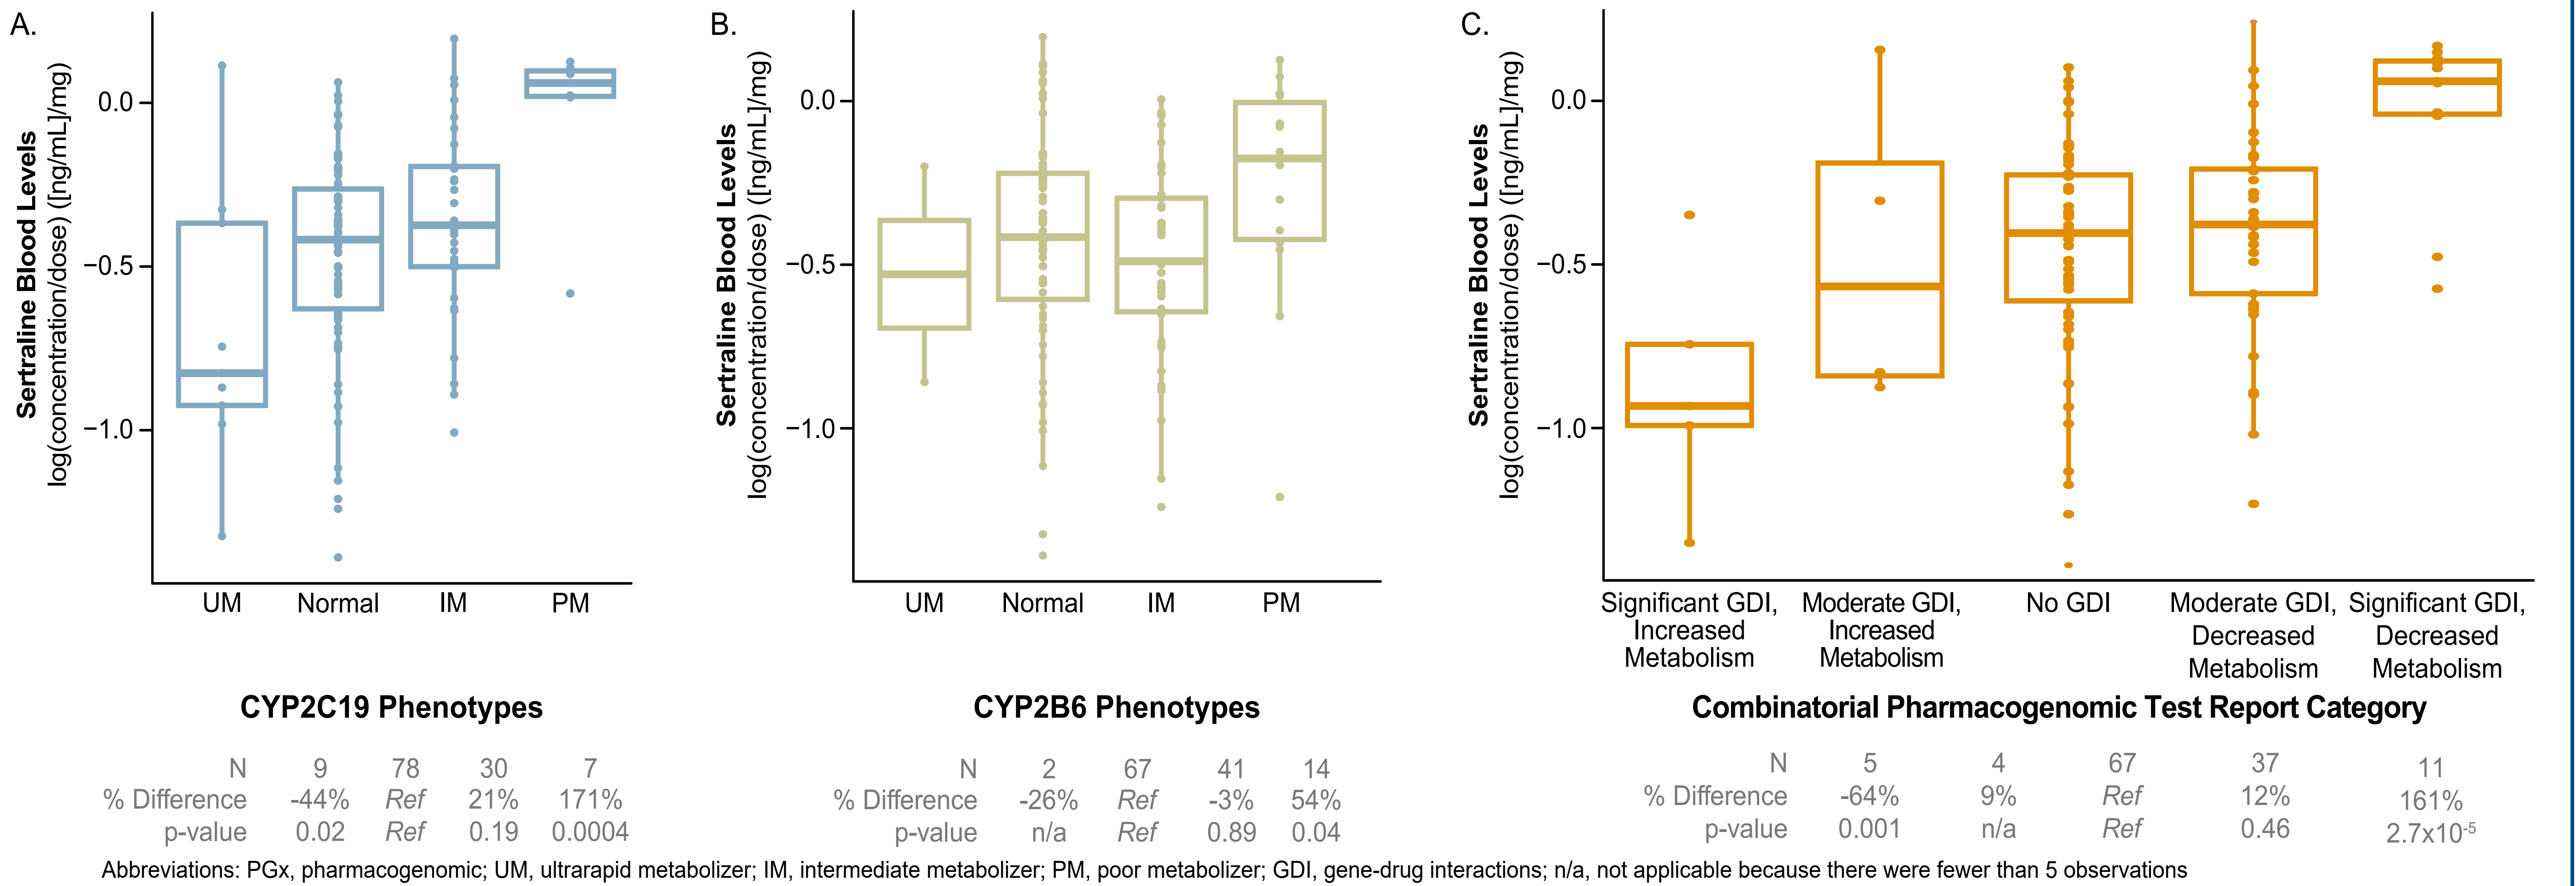 A.
Sertraline Blood Levels
log(concentration/dose) ([ng/mL]/mg)
0.0
−0.5
−1.0
UM Normal IM PM
CYP2C19 Phenotypes
N 9 78 30 7
% Difference -44% Ref 21% 171%
p-value 0.02 Ref 0.19 0.0004
B.
Sertraline Blood Levels
log(concentration/dose) ([ng/mL]/mg)
0.0
−0.5
−1.0
UM Normal IM PM
CYP2B6 Phenotypes
N 2 67 41 14
% Difference -26% Ref -3% 54%
p-value n/a Ref 0.89 0.04
C.
Sertraline Blood Levels
log(concentration/dose) ([ng/mL]/mg)
0.0
−0.5
−1.0
Significant GDI,
Increased
Metabolism
Moderate GDI,
Increased
Metabolism
No GDI
Moderate GDI,
Decreased
Metabolism
Significant GDI,
Decreased
Metabolism
Combinatorial Pharmacogenomic Test Report Category
N 5 4 67 37 11
% Difference -64% 9% Ref 12% 161%
p-value 0.001 n/a Ref 0.46 2.7x10⁻⁵
Abbreviations: PGx, pharmacogenomic; UM, ultrarapid metabolizer; IM, intermediate metabolizer; PM, poor metabolizer; GDI, gene-drug interactions; n/a, not applicable because there were fewer than 5 observations